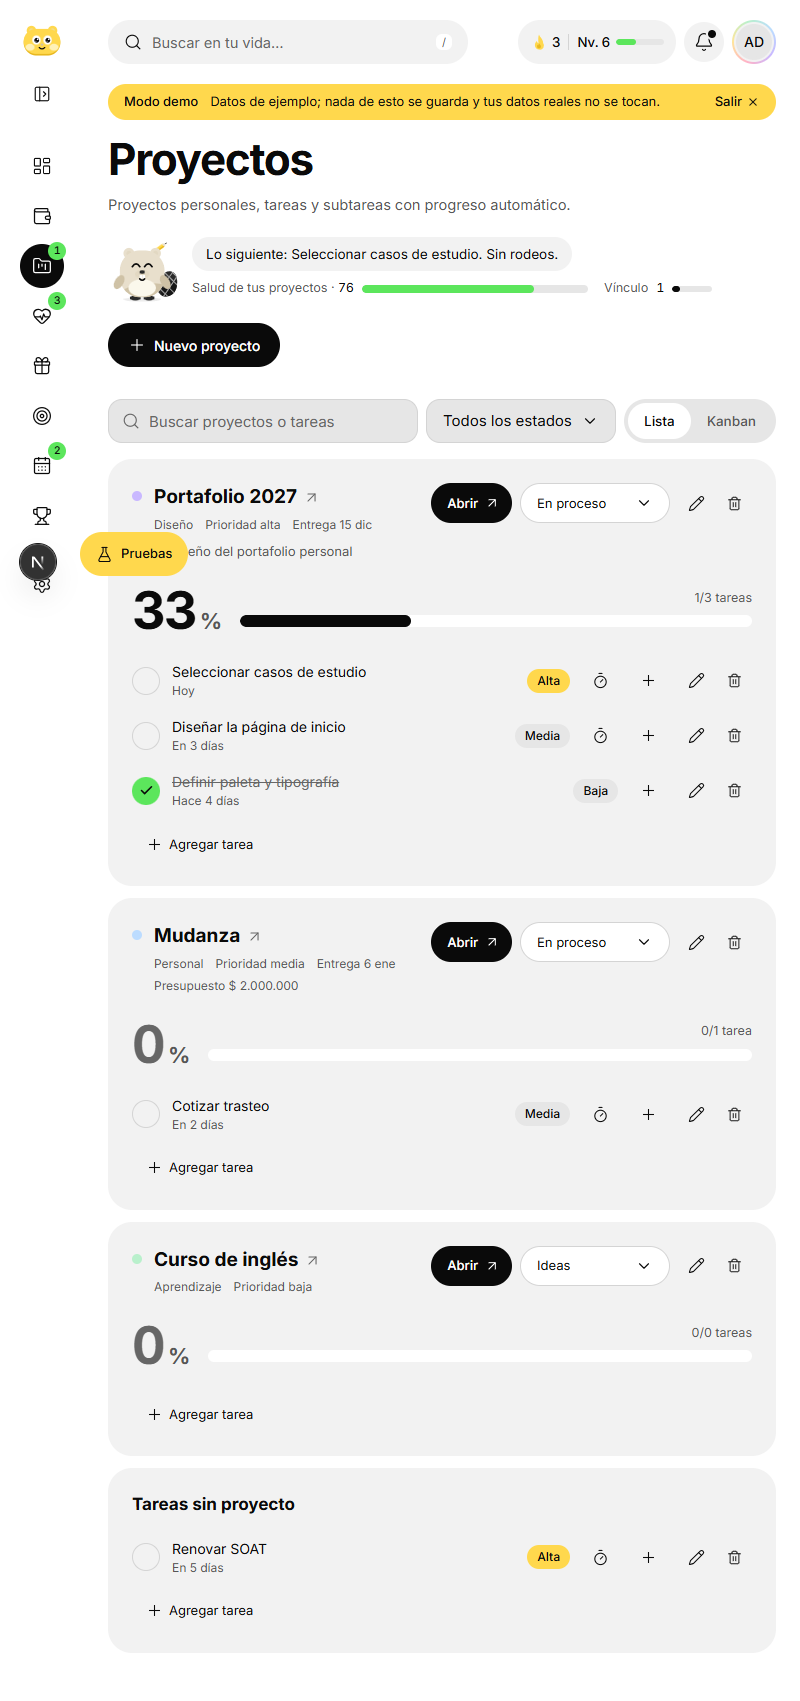 Buscar en tu vida...
/
3
Nv. 6
AD
Modo demo Datos de ejemplo; nada de esto se guarda y tus datos reales no se tocan. Salir
Proyectos
Proyectos personales, tareas y subtareas con progreso automático.
1
Lo siguiente: Seleccionar casos de estudio. Sin rodeos.
Salud de tus proyectos · 76 Vínculo 1
3
Nuevo proyecto
Buscar proyectos o tareas
Todos los estados
Lista
Kanban
2
Portafolio 2027
Abrir
En proceso
Diseño Prioridad alta Entrega 15 dic
N
Pruebas
eño del portafolio personal
33 %
1/3 tareas
Seleccionar casos de estudio
Hoy
Alta
Diseñar la página de inicio
En 3 días
Media
Definir paleta y tipografía
Hace 4 días
Baja
Agregar tarea
Mudanza
Abrir
En proceso
Personal Prioridad media Entrega 6 ene
Presupuesto $ 2.000.000
0 %
0/1 tarea
Cotizar trasteo
En 2 días
Media
Agregar tarea
Curso de inglés
Abrir
Ideas
Aprendizaje Prioridad baja
0 %
0/0 tareas
Agregar tarea
Tareas sin proyecto
Renovar SOAT
En 5 días
Alta
Agregar tarea